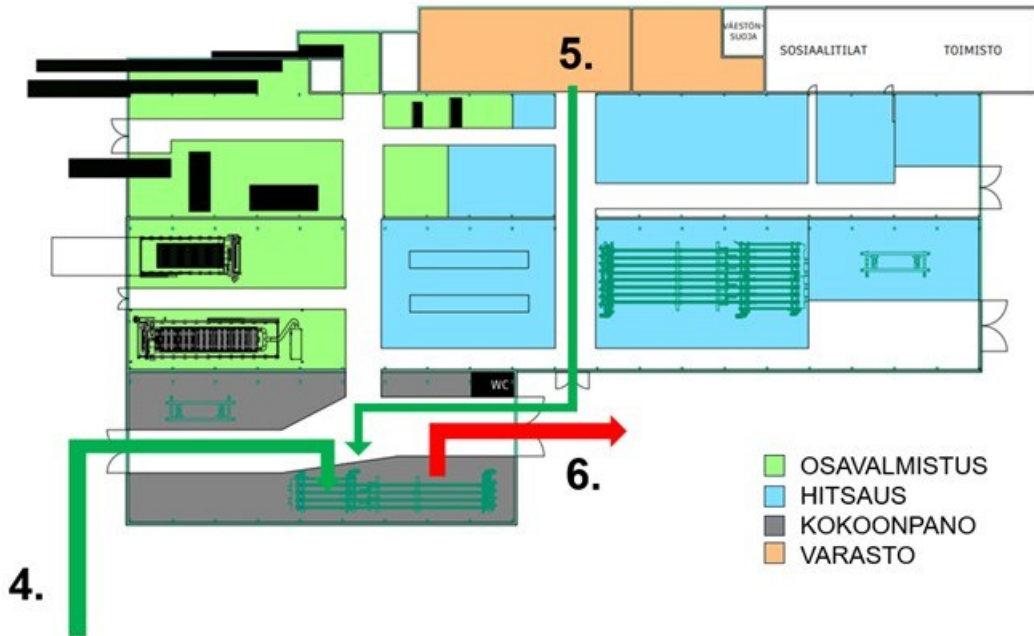 VÄESTÖN-
SUOJA
SOSIAALITILAT
TOIMISTO
5.
WC
6.
4.
OSAVALMISTUS
HITSAUS
KOKOONPANO
VARASTO